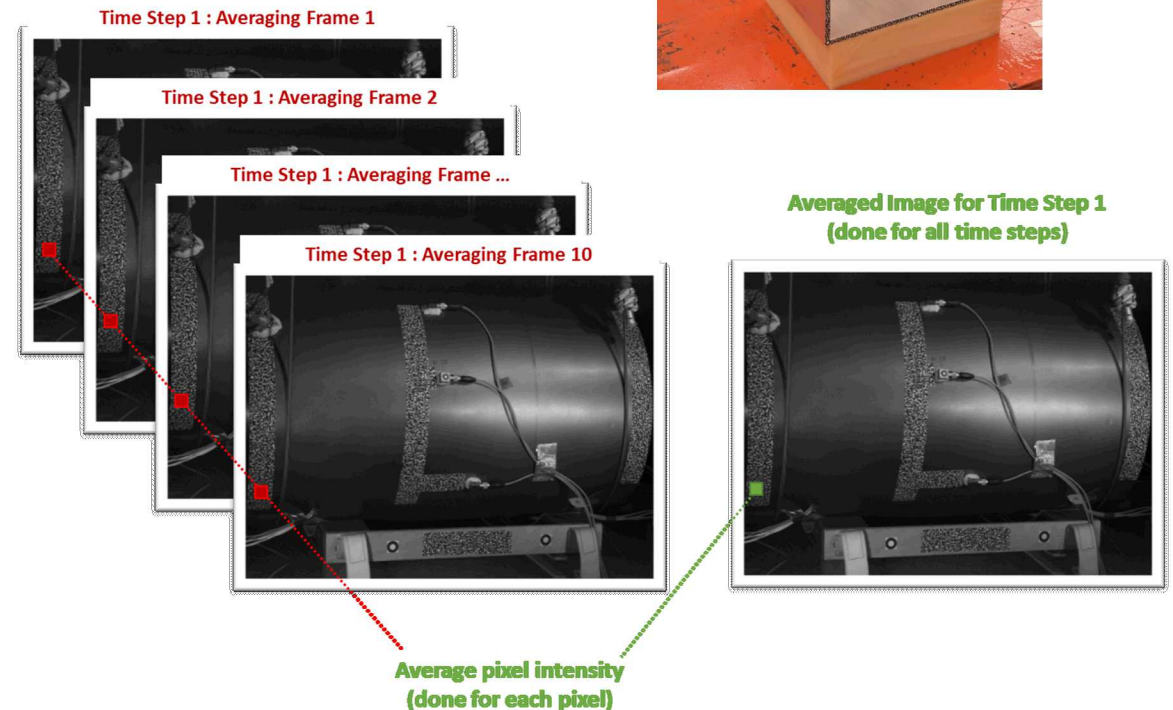 Time Step 1 : Averaging Frame 1
Time Step 1 : Averaging Frame 2
Time Step 1 : Averaging Frame ...
Time Step 1 : Averaging Frame 10
Averaged Image for Time Step 1
(done for all time steps)
Average pixel intensity
(done for each pixel)